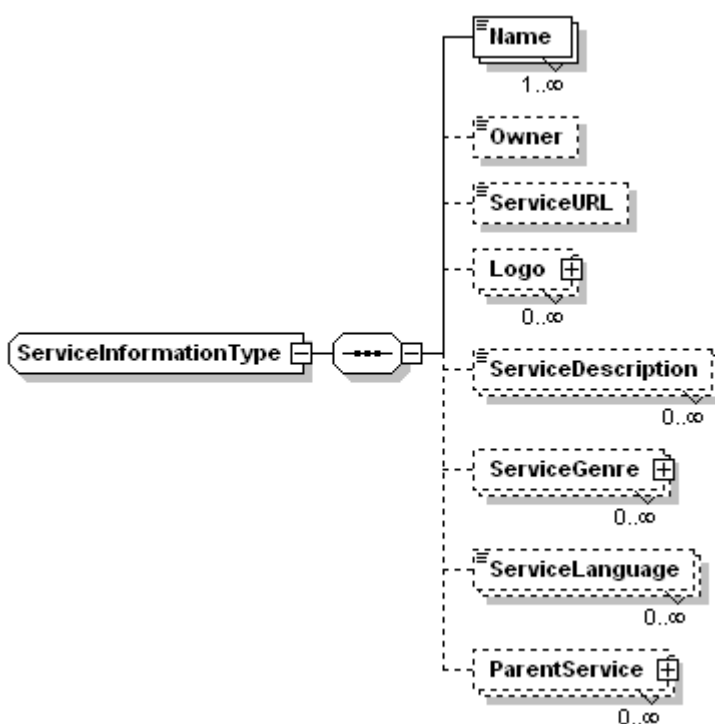 Name
1..∞
Owner
ServiceURL
Logo
0..∞
ServiceInformationType
ServiceDescription
0..∞
ServiceGenre
0..∞
ServiceLanguage
0..∞
ParentService
0..∞